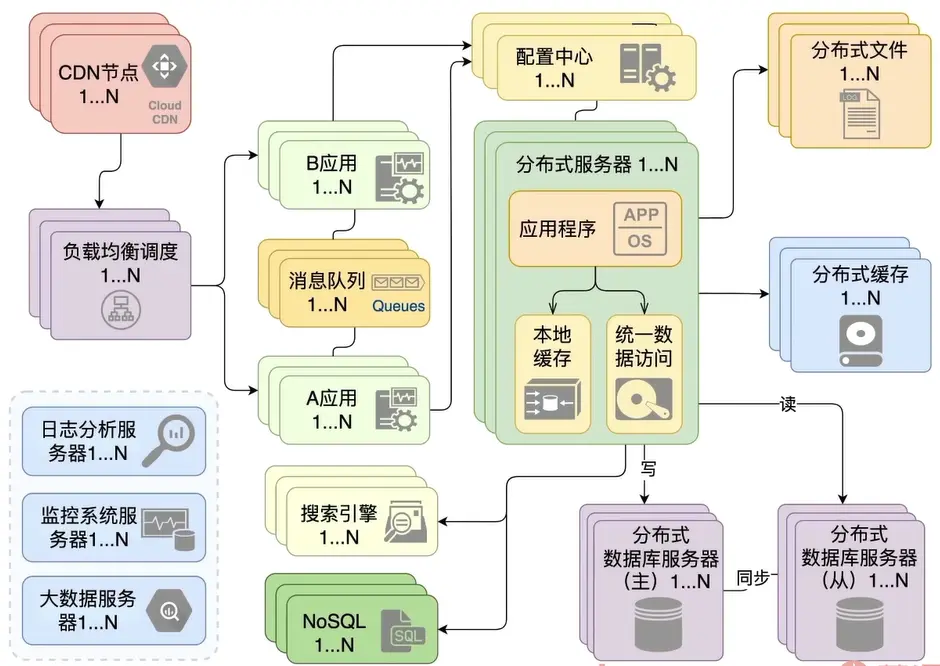 CDN节点
1...N
Cloud
CDN
负载均衡调度
1...N
B应用
1...N
消息队列
1...N
Queues
A应用
1...N
配置中心
1...N
分布式服务器 1...N
应用程序
APP
OS
本地
缓存
统一数
据访问
分布式文件
1...N
LOG
分布式缓存
1...N
读
写
日志分析服
务器1...N
监控系统服
务器1...N
大数据服务
器1...N
搜索引擎
1...N
NoSQL
1...N
SQL
分布式
数据库服务器
（主）1...N
同步
分布式
数据库服务器
（从）1...N